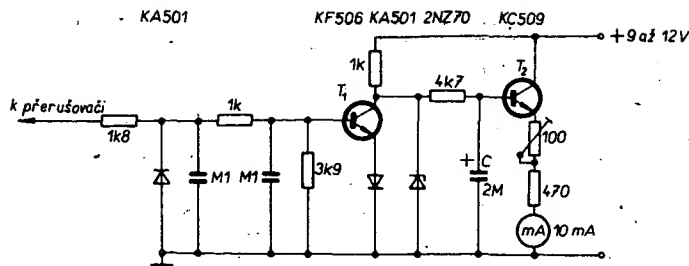 KA501 KF506 KA501 2NZ70 KC509
+9 až 12V
1k
T1
T2
4k7
k přerušovači
1k
1k8
100
M1 M1
3k9
+ C
2M
470
mA 10 mA